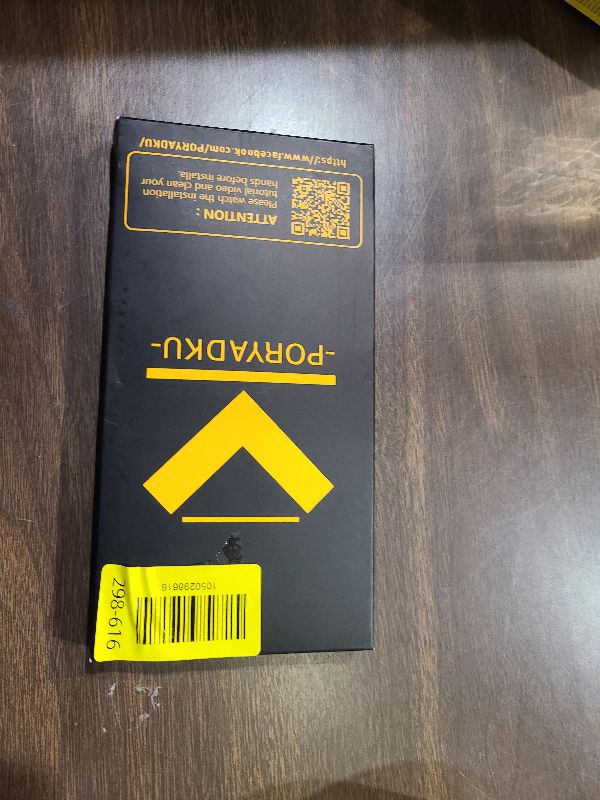 1050298616
298-616
-PORYADKU-
ATTENTION :
Please watch the installation
tutorial video and clean your
hands before installa.
https://www.facebook.com/PORYADKU/